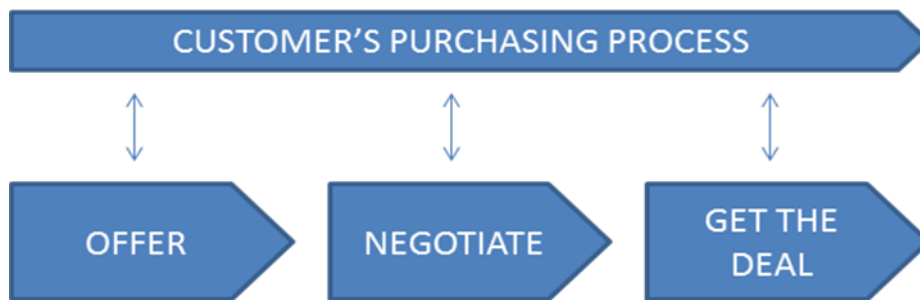 CUSTOMER’S PURCHASING PROCESS
OFFER
NEGOTIATE
GET THE
DEAL